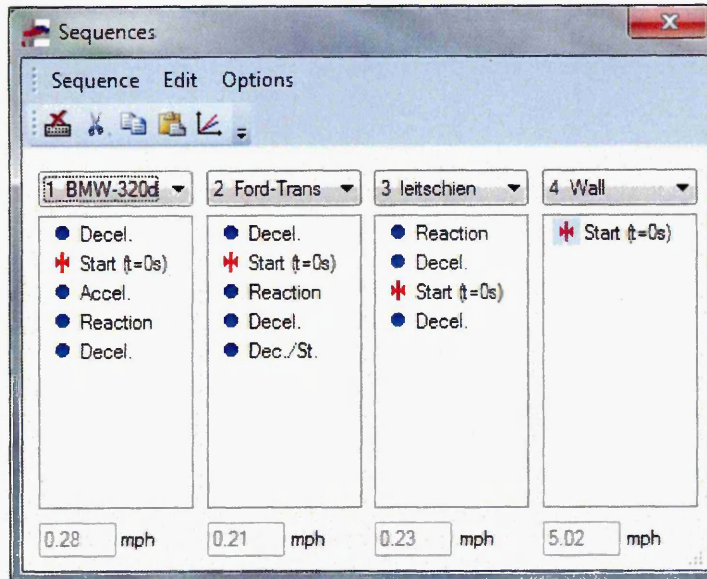 Sequences
Sequence Edit Options
1 BMW-320d 2 Ford-Trans 3 leitschien 4 Wall
Decel.
Start (t=0s)
Accel.
Reaction
Decel.
Decel.
Start (t=0s)
Reaction
Decel.
Dec./St.
Reaction
Decel.
Start (t=0s)
Decel.
Start (t=0s)
0.28 mph 0.21 mph 0.23 mph 5.02 mph